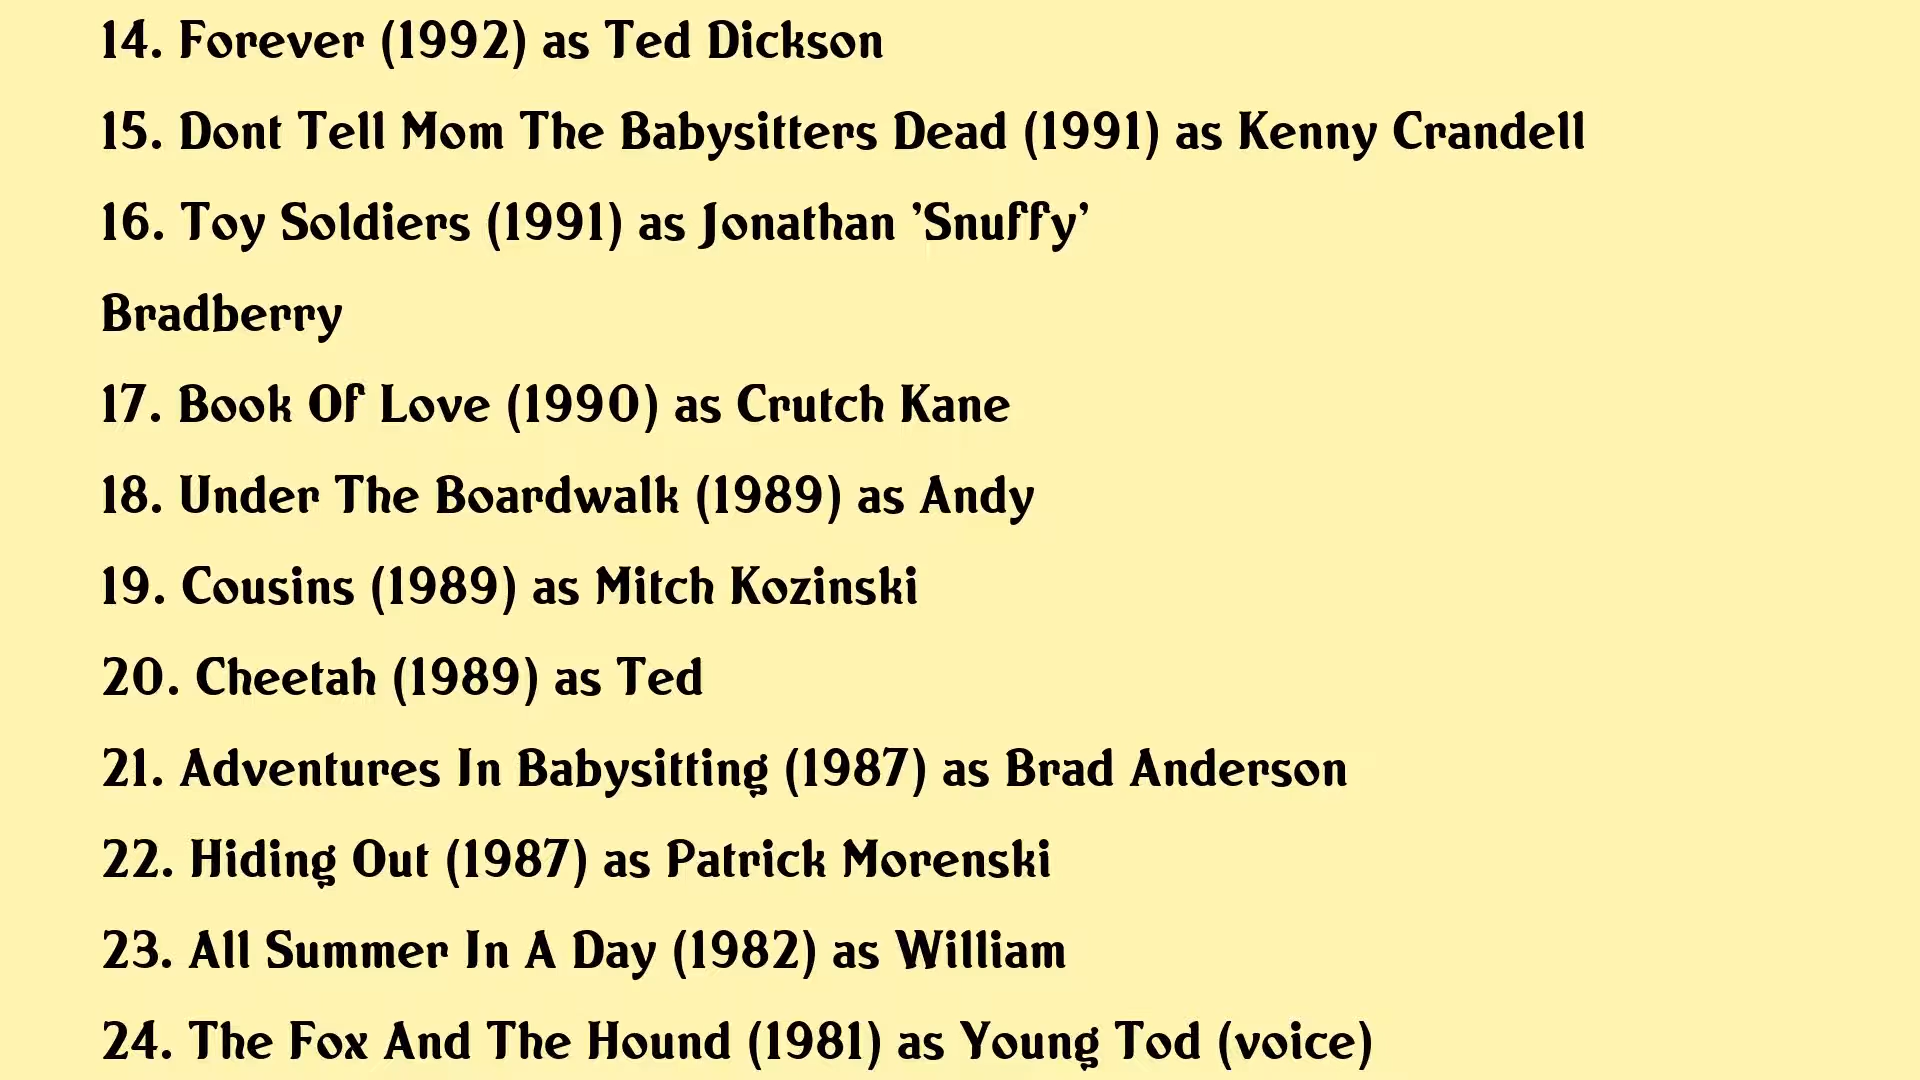 14. Forever (1992) as Ted Dickson
15. Dont Tell Mom The Babysitters Dead (1991) as Kenny Crandell
16. Toy Soldiers (1991) as Jonathan 'Snuffy'
Bradberry
17. Book Of Love (1990) as Crutch Kane
18. Under The Boardwalk (1989) as Andy
19. Cousins (1989) as Mitch Kozinski
20. Cheetah (1989) as Ted
21. Adventures In Babysitting (1987) as Brad Anderson
22. Hiding Out (1987) as Patrick Morenski
23. All Summer In A Day (1982) as William
24. The Fox And The Hound (1981) as Young Tod (voice)